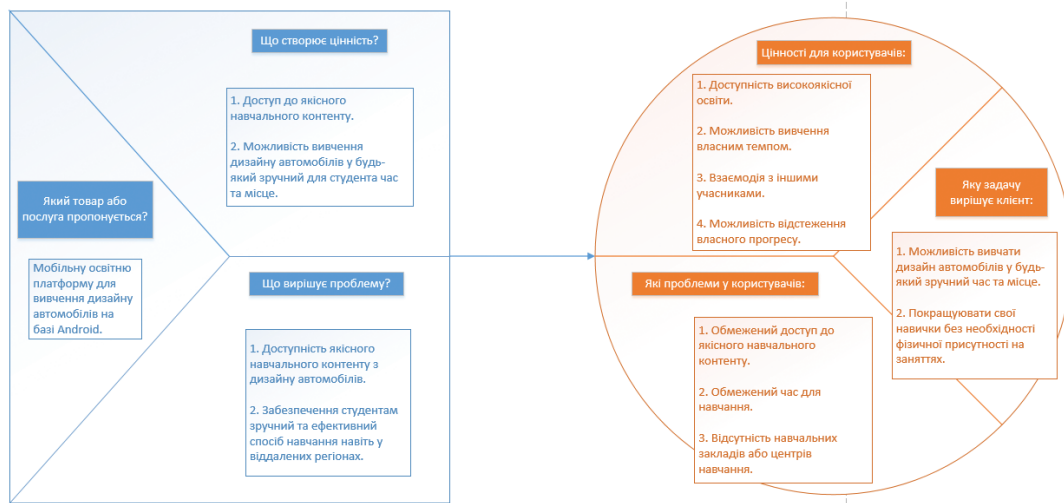 Що створює цінність?
1. Доступ до якісного
навчального контенту.
2. Можливість вивчення
дизайну автомобілів у будь-
який зручний для студента час
та місце.
Який товар або
послуга пропонується?
Мобільну освітню
платформу для
вивчення дизайну
автомобілів на
базі Android.
Що вирішує проблему?
1. Доступність якісного
навчального контенту з
дизайну автомобілів.
2. Забезпечення студентам
зручний та ефективний
спосіб навчання навіть у
віддалених регіонах.
Цінності для користувачів:
1. Доступність високоякісної
освіти.
2. Можливість вивчення
власним темпом.
3. Взаємодія з іншими
учасниками.
4. Можливість відстеження
власного прогресу.
Яку задачу
вирішує клієнт:
1. Можливість вивчати
дизайн автомобілів у будь-
який зручний час та місце.
2. Покращувати свої
навички без необхідності
фізичної присутності на
заняттях.
Які проблеми у користувачів:
1. Обмежений доступ до
якісного навчального
контенту.
2. Обмежений час для
навчання.
3. Відсутність навчальних
закладів або центрів
навчання.